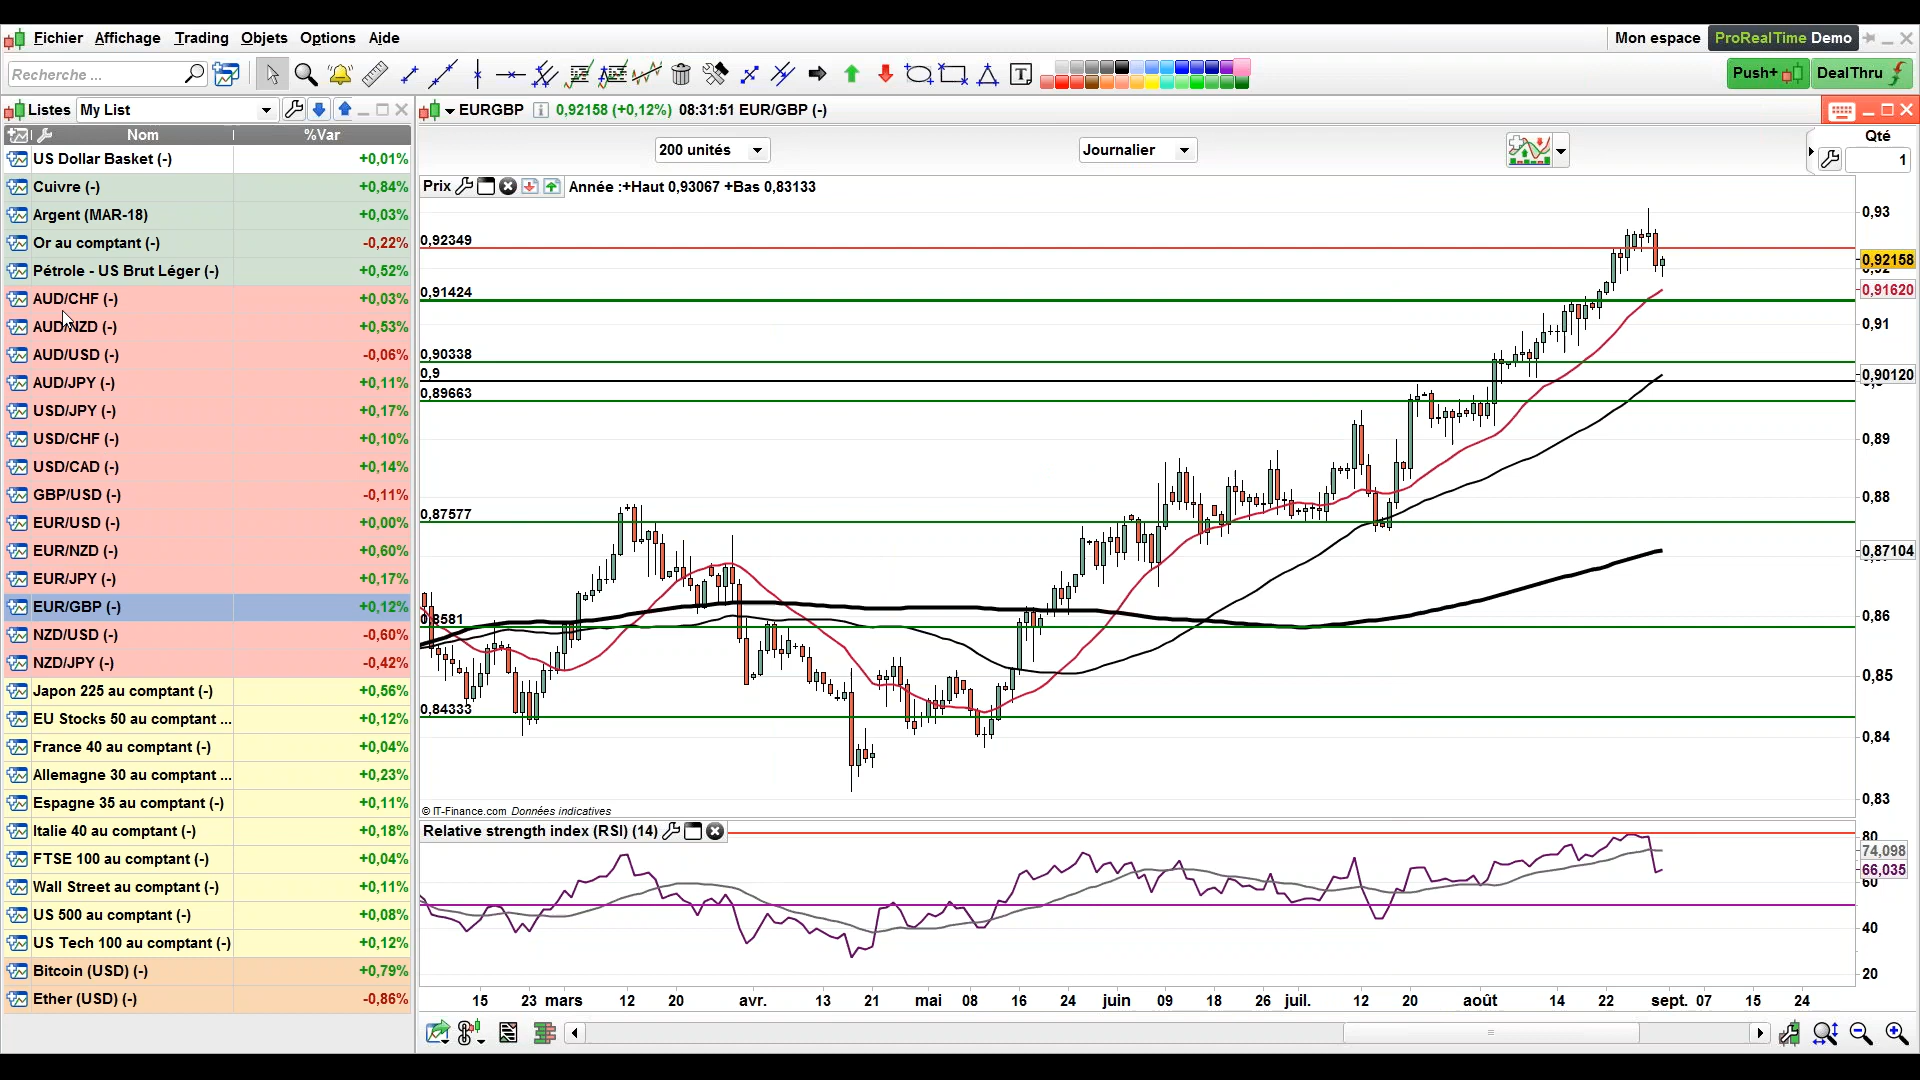 Fichier Affichage Trading Objets Options Aide
Mon espace ProRealTime Demo
Recherche ...
Push+ DealThru
Listes My List
EURGBP 0,92158 (+0,12%) 08:31:51 EUR/GBP (-)
Nom %Var
US Dollar Basket (-) +0,01%
Cuivre (-) +0,84%
Argent (MAR-18) +0,03%
Or au comptant (-) -0,22%
Pétrole - US Brut Léger (-) +0,52%
AUD/CHF (-) +0,03%
AUD/NZD (-) +0,53%
AUD/USD (-) -0,06%
AUD/JPY (-) +0,11%
USD/JPY (-) +0,17%
USD/CHF (-) +0,10%
USD/CAD (-) +0,14%
GBP/USD (-) -0,11%
EUR/USD (-) +0,00%
EUR/NZD (-) +0,60%
EUR/JPY (-) +0,17%
EUR/GBP (-) +0,12%
NZD/USD (-) -0,60%
NZD/JPY (-) -0,42%
Japon 225 au comptant (-) +0,56%
EU Stocks 50 au comptant ... +0,12%
France 40 au comptant (-) +0,04%
Allemagne 30 au comptant ... +0,23%
Espagne 35 au comptant (-) +0,11%
Italie 40 au comptant (-) +0,18%
FTSE 100 au comptant (-) +0,04%
Wall Street au comptant (-) +0,11%
US 500 au comptant (-) +0,08%
US Tech 100 au comptant (-) +0,12%
Bitcoin (USD) (-) +0,79%
Ether (USD) (-) -0,86%
200 unités
Journalier
Qté
1
Prix Année :+Haut 0,93067 +Bas 0,83133
0,92349
0,91424
0,90338
0,9
0,89663
0,87577
0,8581
0,84333
0,93
0,92158
0,92
0,91620
0,91
0,90120
0,89
0,88
0,87104
0,86
0,85
0,84
0,83
© IT-Finance.com Données indicatives
Relative strength index (RSI) (14)
80
74,098
66,035
60
40
20
15 23 mars 12 20 avr. 13 21 mai 08 16 24 juin 09 18 26 juil. 12 20 août 14 22 sept. 07 15 24